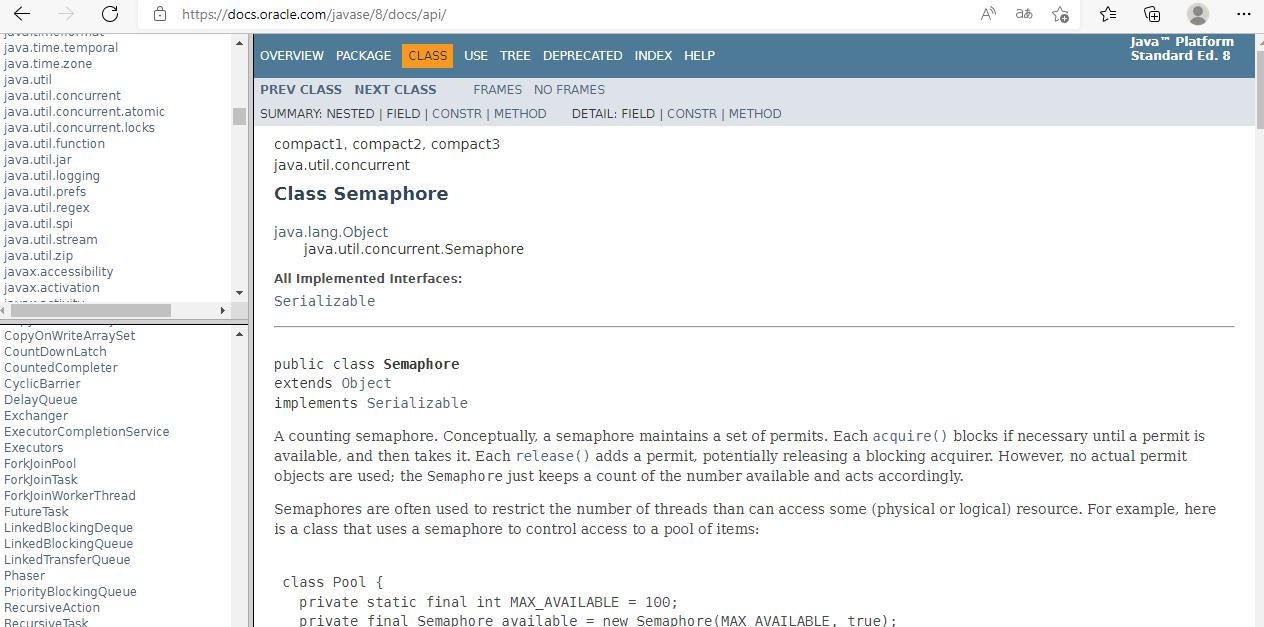 https://docs.oracle.com/javase/8/docs/api/
java.time.temporal
java.time.zone
java.util
java.util.concurrent
java.util.concurrent.atomic
java.util.concurrent.locks
java.util.function
java.util.jar
java.util.logging
java.util.prefs
java.util.regex
java.util.spi
java.util.stream
java.util.zip
javax.accessibility
javax.activation
CopyOnWriteArraySet
CountDownLatch
CountedCompleter
CyclicBarrier
DelayQueue
Exchanger
ExecutorCompletionService
Executors
ForkJoinPool
ForkJoinTask
ForkJoinWorkerThread
FutureTask
LinkedBlockingDeque
LinkedBlockingQueue
LinkedTransferQueue
Phaser
PriorityBlockingQueue
RecursiveAction
RecursiveTask
OVERVIEW PACKAGE CLASS USE TREE DEPRECATED INDEX HELP
Java™ Platform
Standard Ed. 8
PREV CLASS NEXT CLASS FRAMES NO FRAMES
SUMMARY: NESTED | FIELD | CONSTR | METHOD DETAIL: FIELD | CONSTR | METHOD
compact1, compact2, compact3
java.util.concurrent
Class Semaphore
java.lang.Object
java.util.concurrent.Semaphore
All Implemented Interfaces:
Serializable
public class Semaphore
extends Object
implements Serializable
A counting semaphore. Conceptually, a semaphore maintains a set of permits. Each acquire() blocks if necessary until a permit is
available, and then takes it. Each release() adds a permit, potentially releasing a blocking acquirer. However, no actual permit
objects are used; the Semaphore just keeps a count of the number available and acts accordingly.
Semaphores are often used to restrict the number of threads than can access some (physical or logical) resource. For example, here
is a class that uses a semaphore to control access to a pool of items:
class Pool {
private static final int MAX_AVAILABLE = 100;
private final Semaphore available = new Semaphore(MAX_AVAILABLE, true);